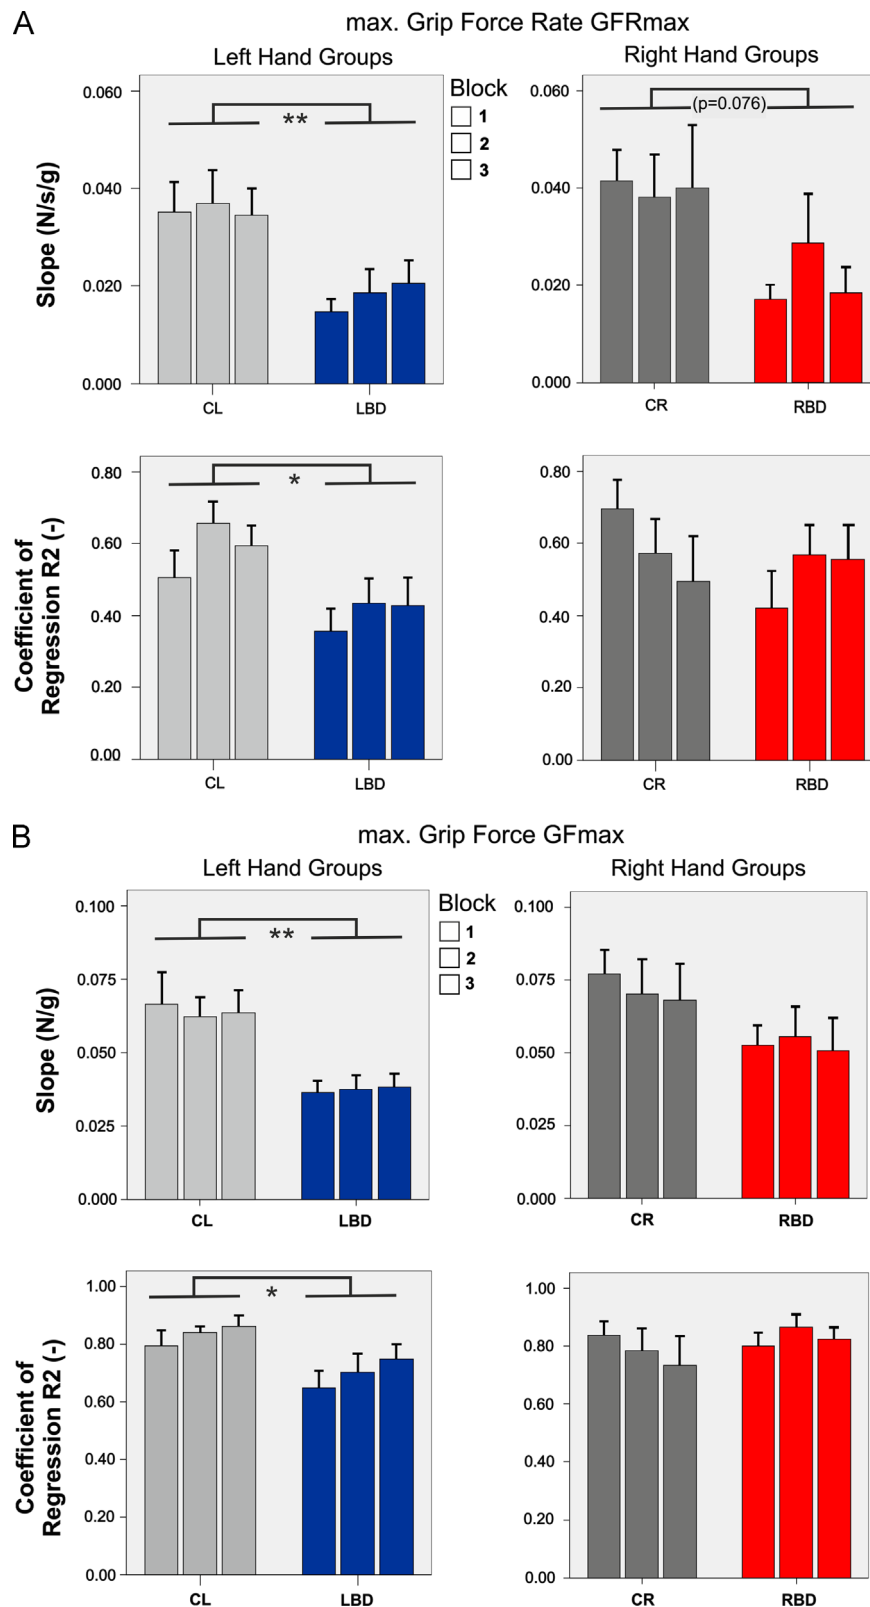 A
max. Grip Force Rate GFRmax
Left Hand Groups
Right Hand Groups
Block
1
2
3
Slope (N/s/g)
0.060
0.040
0.020
0.000
**
CL
LBD
0.060
0.040
0.020
0.000
(p=0.076)
CR
RBD
Coefficient of
Regression R2 (-)
0.80
0.60
0.40
0.20
0.00
*
CL
LBD
0.80
0.60
0.40
0.20
0.00
CR
RBD
B
max. Grip Force GFmax
Left Hand Groups
Right Hand Groups
Block
1
2
3
Slope (N/g)
0.100
0.075
0.050
0.025
0.000
**
CL
LBD
0.100
0.075
0.050
0.025
0.000
CR
RBD
Coefficient of
Regression R2 (-)
1.00
0.80
0.60
0.40
0.20
0.00
*
CL
LBD
1.00
0.80
0.60
0.40
0.20
0.00
CR
RBD